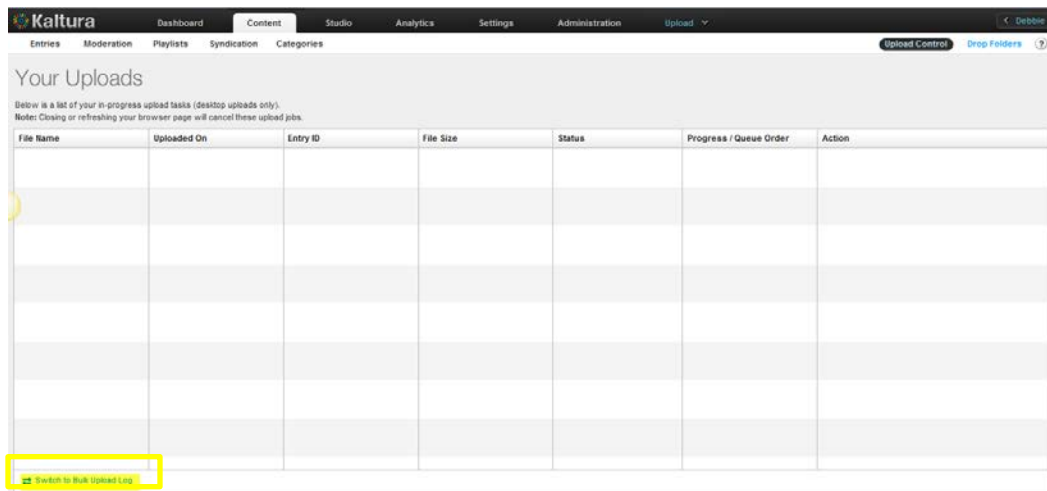 Kaltura Dashboard Content Studio Analytics Settings Administration Upload < Debbie
Entries Moderation Playlists Syndication Categories Upload Control Drop Folders ?
Your Uploads
Below is a list of your in-progress upload tasks (desktop uploads only).
Note: Closing or refreshing your browser page will cancel these upload jobs.
File Name Uploaded On Entry ID File Size Status Progress / Queue Order Action
Switch to Bulk Upload Log